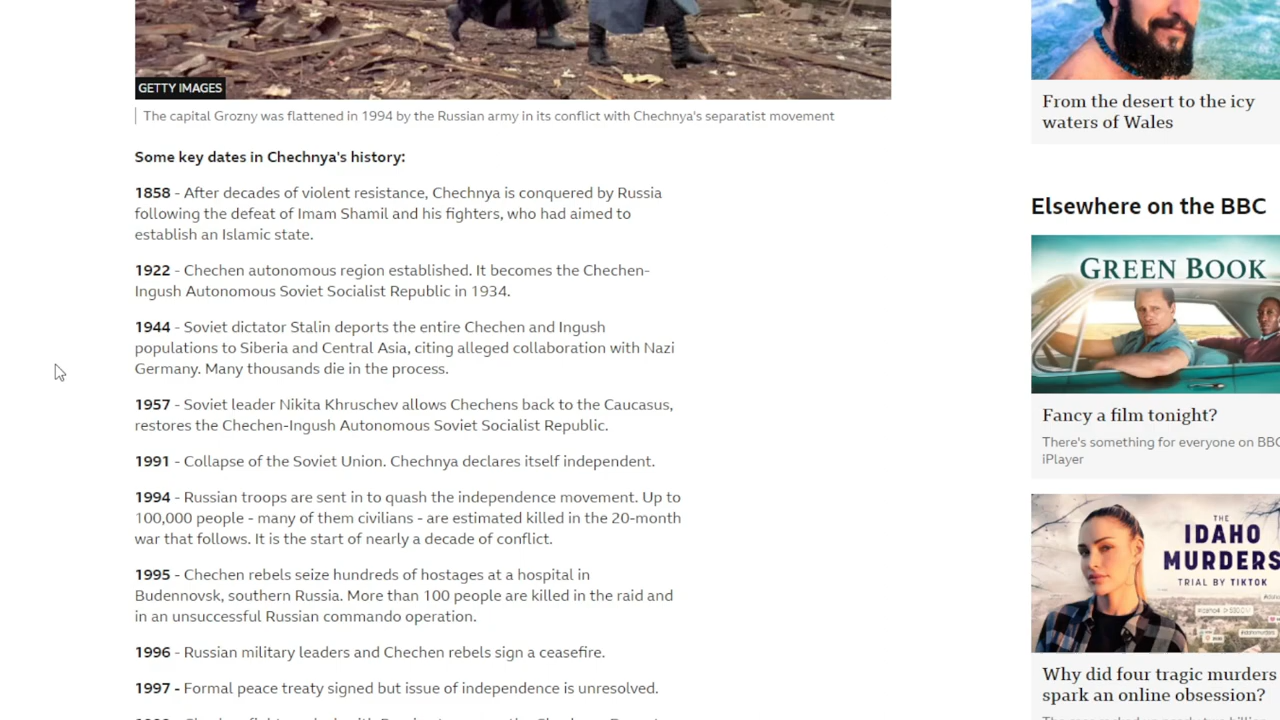 GETTY IMAGES
The capital Grozny was flattened in 1994 by the Russian army in its conflict with Chechnya's separatist movement
Some key dates in Chechnya's history:
1858 - After decades of violent resistance, Chechnya is conquered by Russia
following the defeat of Imam Shamil and his fighters, who had aimed to
establish an Islamic state.
1922 - Chechen autonomous region established. It becomes the Chechen-
Ingush Autonomous Soviet Socialist Republic in 1934.
1944 - Soviet dictator Stalin deports the entire Chechen and Ingush
populations to Siberia and Central Asia, citing alleged collaboration with Nazi
Germany. Many thousands die in the process.
1957 - Soviet leader Nikita Khruschev allows Chechens back to the Caucasus,
restores the Chechen-Ingush Autonomous Soviet Socialist Republic.
1991 - Collapse of the Soviet Union. Chechnya declares itself independent.
1994 - Russian troops are sent in to quash the independence movement. Up to
100,000 people - many of them civilians - are estimated killed in the 20-month
war that follows. It is the start of nearly a decade of conflict.
1995 - Chechen rebels seize hundreds of hostages at a hospital in
Budennovsk, southern Russia. More than 100 people are killed in the raid and
in an unsuccessful Russian commando operation.
1996 - Russian military leaders and Chechen rebels sign a ceasefire.
1997 - Formal peace treaty signed but issue of independence is unresolved.
From the desert to the icy
waters of Wales
Elsewhere on the BBC
GREEN BOOK
Fancy a film tonight?
There's something for everyone on BBC
iPlayer
THE
IDAHO
MURDERS
TRIAL BY TIKTOK
Why did four tragic murders
spark an online obsession?